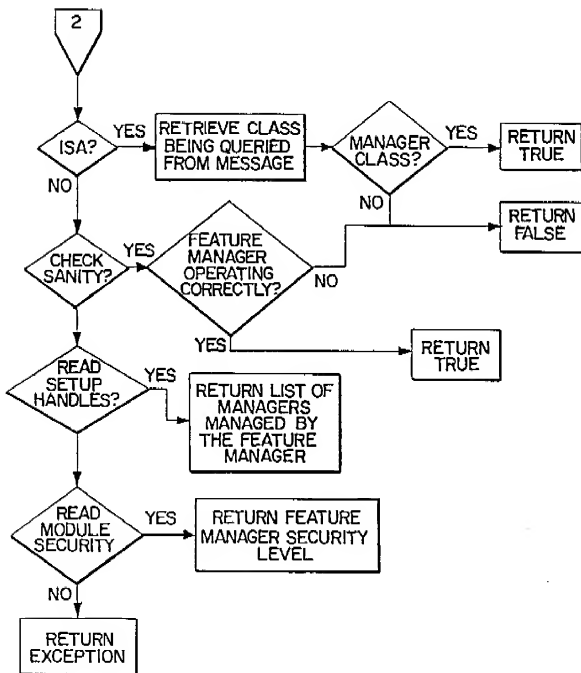 2
ISA?
YES
NO
RETRIEVE CLASS
BEING QUERIED
FROM MESSAGE
MANAGER
CLASS?
YES
NO
RETURN
TRUE
RETURN
FALSE
CHECK
SANITY?
YES
FEATURE
MANAGER
OPERATING
CORRECTLY?
NO
YES
RETURN
TRUE
READ
SETUP
HANDLES?
YES
RETURN LIST OF
MANAGERS
MANAGED BY
THE FEATURE
MANAGER
READ
MODULE
SECURITY
YES
NO
RETURN FEATURE
MANAGER SECURITY
LEVEL
RETURN
EXCEPTION